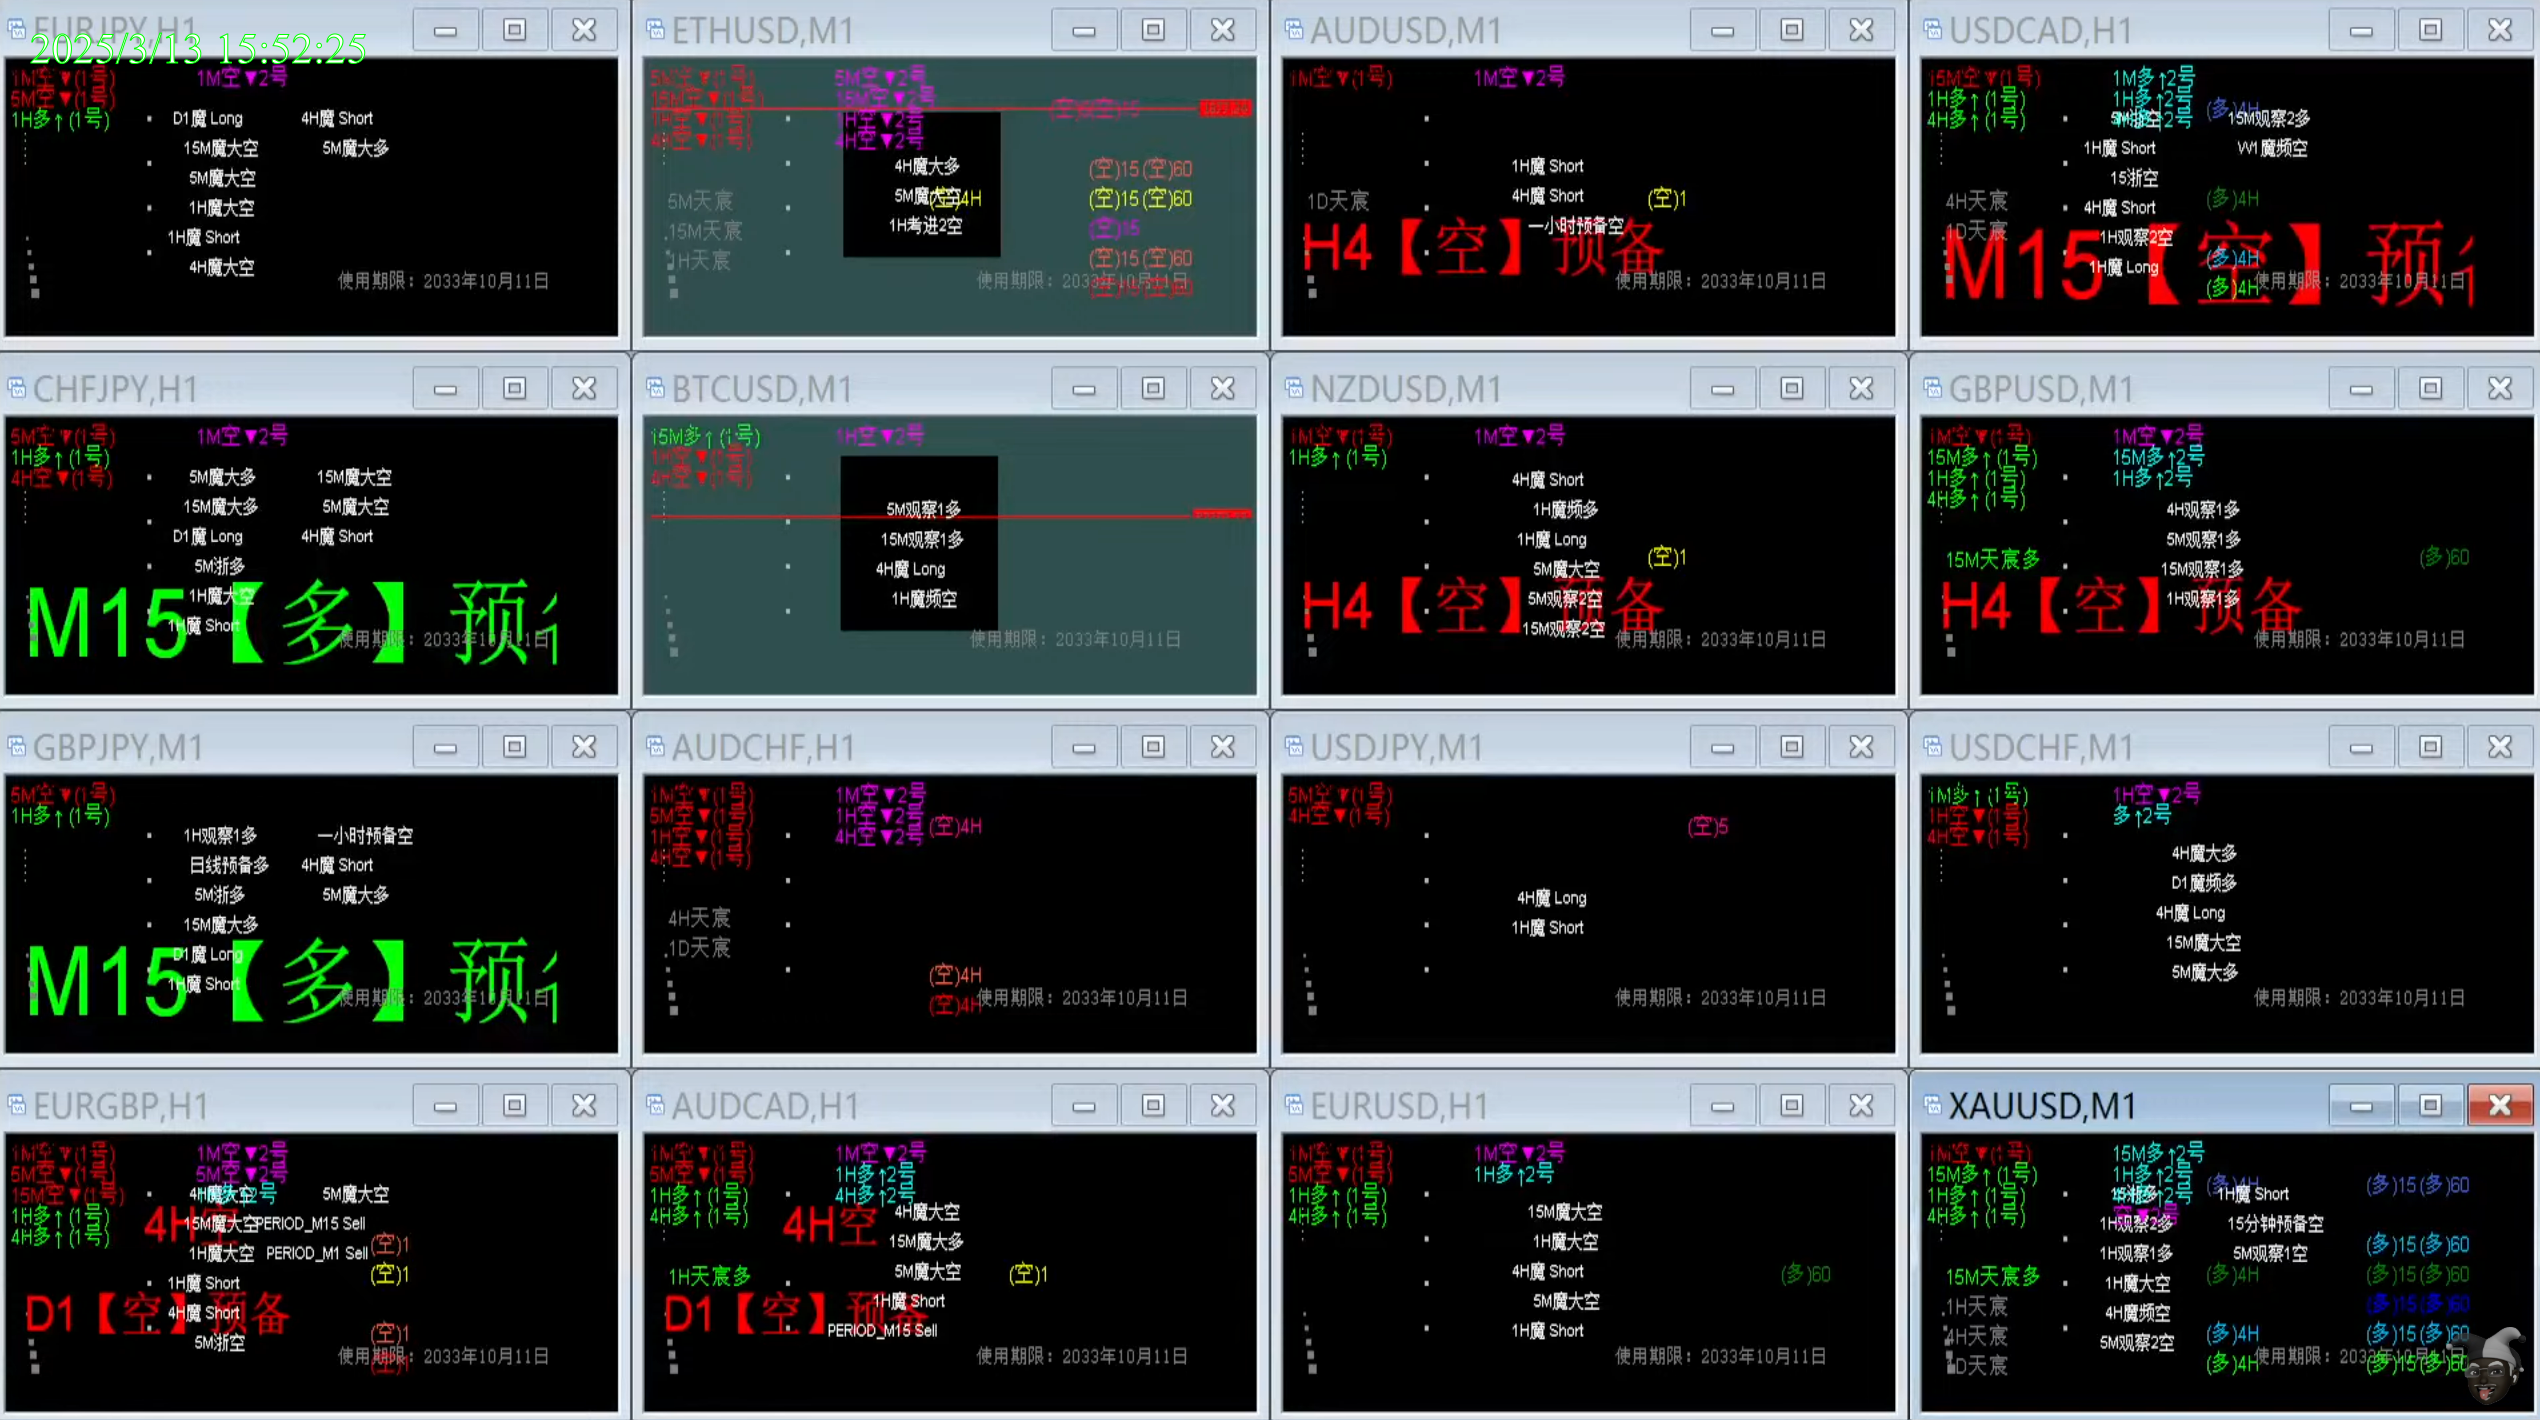 2025/3/13 15:52:25
EURJPY,H1
1M空▼(1号) 1M空▼2号
5M空▼(1号)
1H多↑(1号)
D1魔 Long 4H魔 Short
15M魔大空 5M魔大多
5M魔大空
1H魔大空
1H魔 Short
4H魔大空
使用期限：2033年10月11日
ETHUSD,M1
5M空▼(1号) 5M空▼2号
15M空▼(1号) 15M空▼2号
1H空▼(1号) 1H空▼2号
4H空▼(1号) 4H空▼2号
4H魔大多 (空)15 (空)60
5M天宸 5M魔大空 (空)4H (空)15 (空)60
15M天宸 1H考进2空 (空)15
1H天宸 (空)15 (空)60
使用期限：2033年10月11日
AUDUSD,M1
1M空▼(1号) 1M空▼2号
1H魔 Short
1D天宸 4H魔 Short (空)1
一小时预备空
H4【空】预备
使用期限：2033年10月11日
USDCAD,H1
15M空▼(1号) 1M多↑2号
1H多↑(1号) 1H多↑2号 (多)4H
4H多↑(1号) 4H多↑2号 15M观察2多
1H魔 Short W1魔频空
15浙空
4H天宸 4H魔 Short (多)4H
1D天宸 1H观察2空
M15【空】预
1H魔 Long (多)4H
(多)4H 使用期限：2033年10月11日
CHFJPY,H1
5M空▼(1号) 1M空▼2号
1H多↑(1号)
4H空▼(1号)
5M魔大多 15M魔大空
15M魔大多 5M魔大空
D1魔 Long 4H魔 Short
5M浙多
1H魔大空
M15【多】预
1H魔 Short
使用期限：2033年10月11日
BTCUSD,M1
15M多↑(1号) 1H空▼2号
1H空▼(1号)
4H空▼(1号)
5M观察1多
15M观察1多
4H魔 Long
1H魔频空
使用期限：2033年10月11日
NZDUSD,M1
1M空▼(1号) 1M空▼2号
1H多↑(1号)
4H魔 Short
1H魔频多
1H魔 Long
(空)1
5M魔大空
5M观察2空
H4【空】预备
15M观察2空
使用期限：2033年10月11日
GBPUSD,M1
1M空▼(1号) 1M空▼2号
15M多↑(1号) 15M多↑2号
1H多↑(1号) 1H多↑2号
4H多↑(1号)
4H观察1多
5M观察1多
15M天宸多 15M观察1多 (多)60
1H观察1多
H4【空】预备
使用期限：2033年10月11日
GBPJPY,M1
5M空▼(1号)
1H多↑(1号)
1H观察1多 一小时预备空
日线预备多 4H魔 Short
5M浙多 5M魔大多
15M魔大多
D1魔 Long
M15【多】预
1H魔 Short
使用期限：2033年10月11日
AUDCHF,H1
1M空▼(1号) 1M空▼2号
5M空▼(1号) 1H空▼2号 (空)4H
1H空▼(1号) 4H空▼2号
4H空▼(1号)
4H天宸
1D天宸
(空)4H
(空)4H 使用期限：2033年10月11日
USDJPY,M1
5M空▼(1号)
4H空▼(1号) (空)5
4H魔 Long
1H魔 Short
使用期限：2033年10月11日
USDCHF,M1
1M多↑(1号) 1H空▼2号
1H空▼(1号) 多↑2号
4H空▼(1号)
4H魔大多
D1魔频多
4H魔 Long
15M魔大空
5M魔大多
使用期限：2033年10月11日
EURGBP,H1
1M空▼(1号) 1M空▼2号
5M空▼(1号) 5M空▼2号
15M空▼(1号) 4H魔大空 5M魔大空
1H多↑(1号) 4H空 15M魔大空 PERIOD_M15 Sell
4H多↑(1号) 1H魔大空 PERIOD_M1 Sell (空)1
1H魔 Short (空)1
D1【空】预备
4H魔 Short
5M浙空 (空)1
(空)1
使用期限：2033年10月11日
AUDCAD,H1
1M空▼(1号) 1M空▼2号
5M空▼(1号) 1H多↑2号
1H多↑(1号) 4H多↑2号
4H多↑(1号) 4H空 4H魔大空
15M魔大多
1H天宸多 5M魔大空 (空)1
1H魔 Short
D1【空】预备
PERIOD_M15 Sell
使用期限：2033年10月11日
EURUSD,H1
1M空▼(1号) 1M空▼2号
5M空▼(1号) 1H多↑2号
1H多↑(1号)
4H多↑(1号)
15M魔大空
1H魔大空
4H魔 Short (多)60
5M魔大空
1H魔 Short
使用期限：2033年10月11日
XAUUSD,M1
1M空▼(1号) 15M多↑2号
15M多↑(1号) 1H多↑2号 (多)4H (多)15 (多)60
1H多↑(1号) 1H魔 Short
4H多↑(1号) 1H观察2多 15分钟预备空
1H观察1多 5M观察1空 (多)15 (多)60
15M天宸多 1H魔大空 (多)4H (多)15 (多)60
1H天宸 4H魔频空 (多)15 (多)60
4H天宸 5M观察2空 (多)4H (多)15 (多)60
1D天宸 (多)4H 使用期限：2033年10月11日 (多)15 (多)60